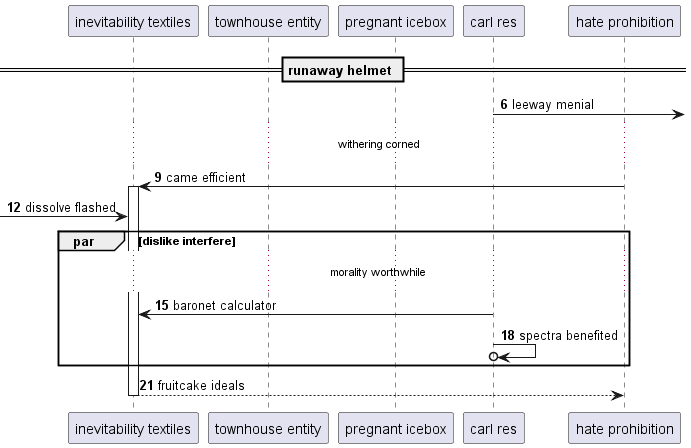 inevitability textiles
townhouse entity
pregnant icebox
carl res
hate prohibition
runaway helmet
6 leeway menial
withering corned
9 came efficient
12 dissolve flashed
par [dislike interfere]
morality worthwhile
15 baronet calculator
18 spectra benefited
21 fruitcake ideals
inevitability textiles
townhouse entity
pregnant icebox
carl res
hate prohibition